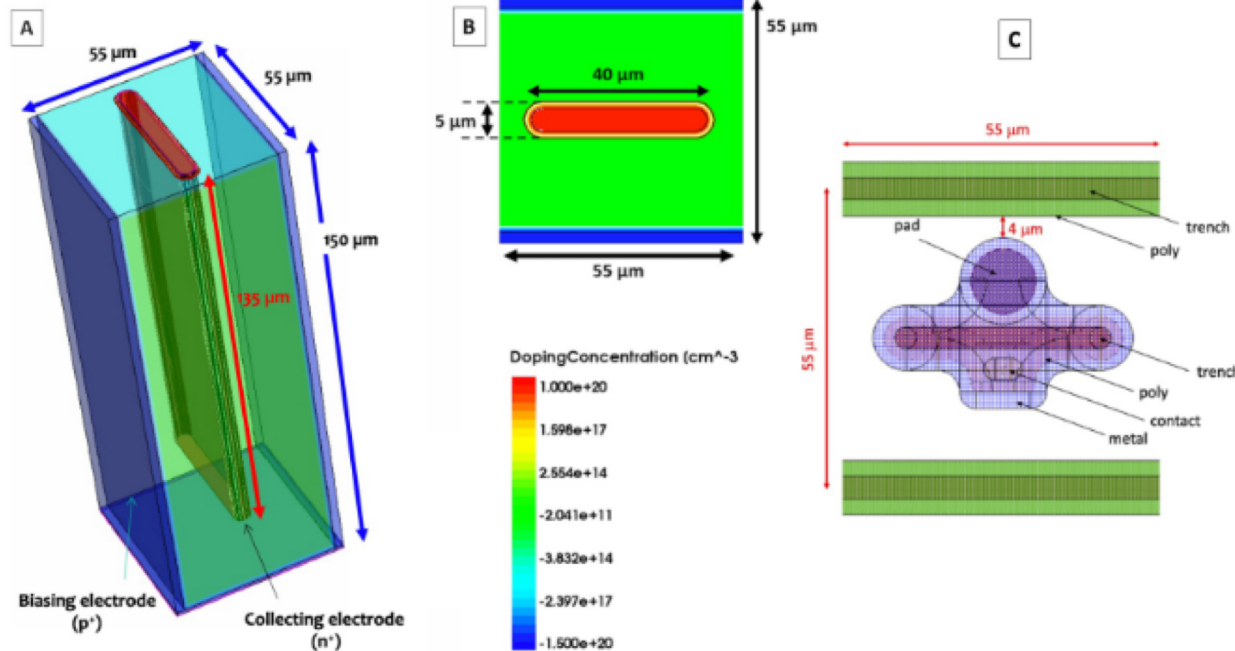 A
55 μm
55 μm
150 μm
135 μm
Biasing electrode
(p⁺)
Collecting electrode
(n⁺)
B
55 μm
40 μm
5 μm
55 μm
DopingConcentration (cm^-3
1.000e+20
1.598e+17
2.554e+14
-2.041e+11
-3.832e+14
-2.397e+17
-1.500e+20
C
55 μm
55 μm
4 μm
pad
trench
poly
trench
poly
contact
metal